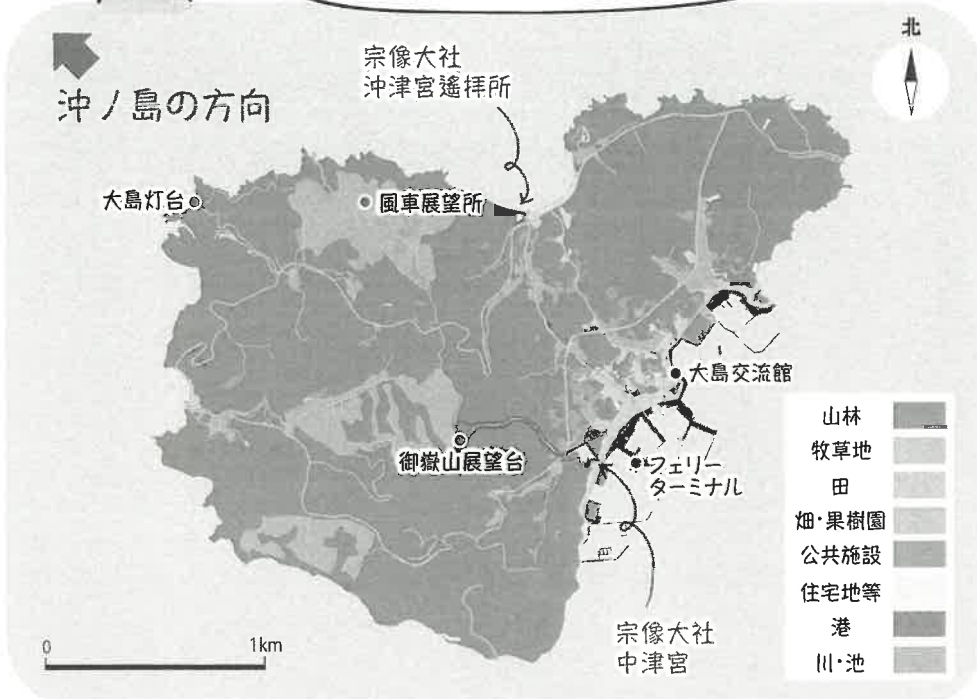 北
宗像大社
沖津宮遙拝所
沖ノ島の方向
大島灯台
風車展望所
大島交流館
御嶽山展望台
フェリー
ターミナル
宗像大社
中津宮
山林
牧草地
田
畑・果樹園
公共施設
住宅地等
港
川・池
0
1km